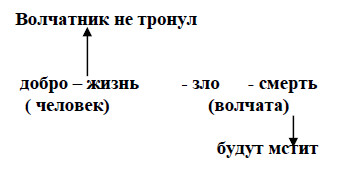 Волчатник не тронул
добро – жизнь - зло - смерть
( человек) (волчата)
будут мстит